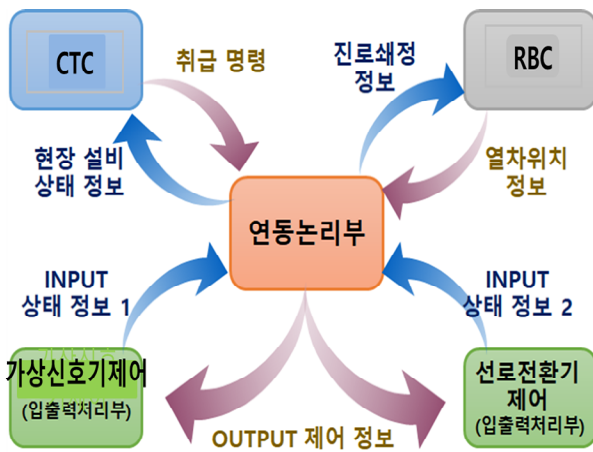 CTC
취급 명령
진로쇄정
정보
RBC
현장 설비
상태 정보
열차위치
정보
연동논리부
INPUT
상태 정보 1
INPUT
상태 정보 2
가상신호기제어
(입출력처리부)
선로전환기
제어
(입출력처리부)
OUTPUT 제어 정보